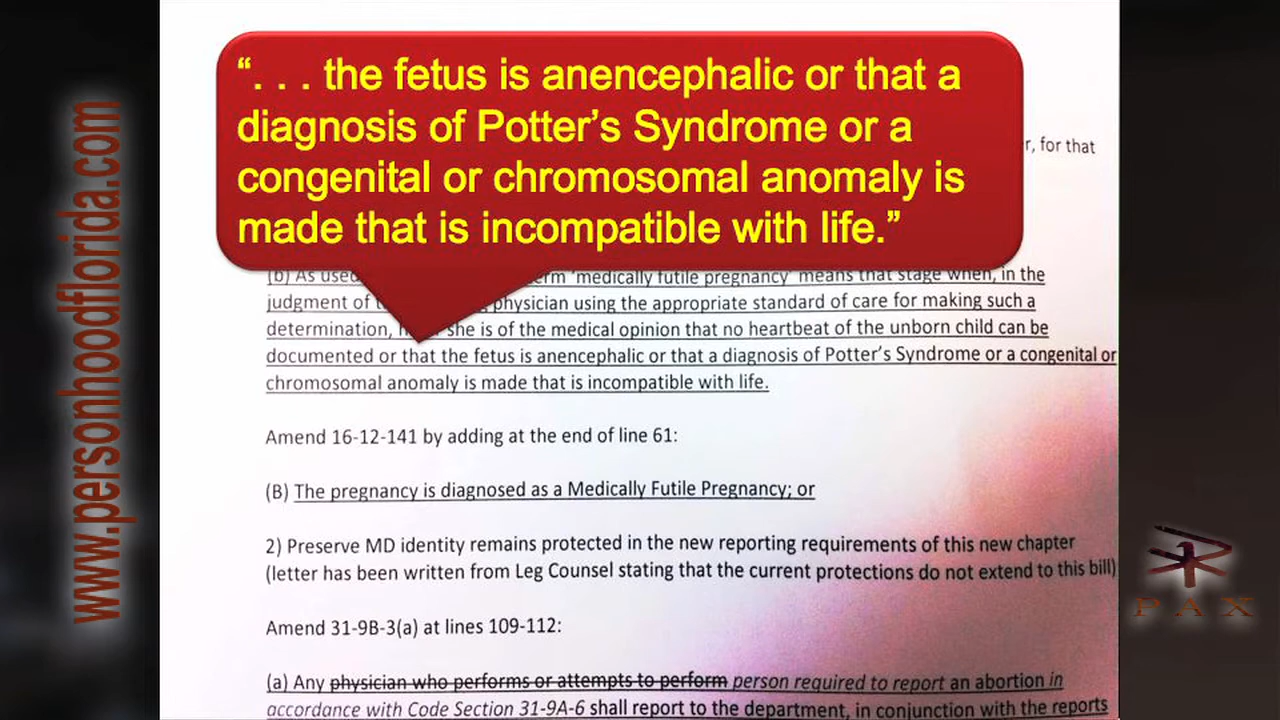 “. . . the fetus is anencephalic or that a
diagnosis of Potter’s Syndrome or a
congenital or chromosomal anomaly is
made that is incompatible with life.”
r, for that
(b) As used erm ‘medically futile pregnancy’ means that stage when, in the
judgment of physician using the appropriate standard of care for making such a
determination, she is of the medical opinion that no heartbeat of the unborn child can be
documented or that the fetus is anencephalic or that a diagnosis of Potter’s Syndrome or a congenital or
chromosomal anomaly is made that is incompatible with life.
Amend 16-12-141 by adding at the end of line 61:
(B) The pregnancy is diagnosed as a Medically Futile Pregnancy; or
2) Preserve MD identity remains protected in the new reporting requirements of this new chapter
(letter has been written from Leg Counsel stating that the current protections do not extend to this bill)
Amend 31-9B-3(a) at lines 109-112:
(a) Any physician who performs or attempts to perform person required to report an abortion in
accordance with Code Section 31-9A-6 shall report to the department, in conjunction with the reports
www.personhoodflorida.com
PAX